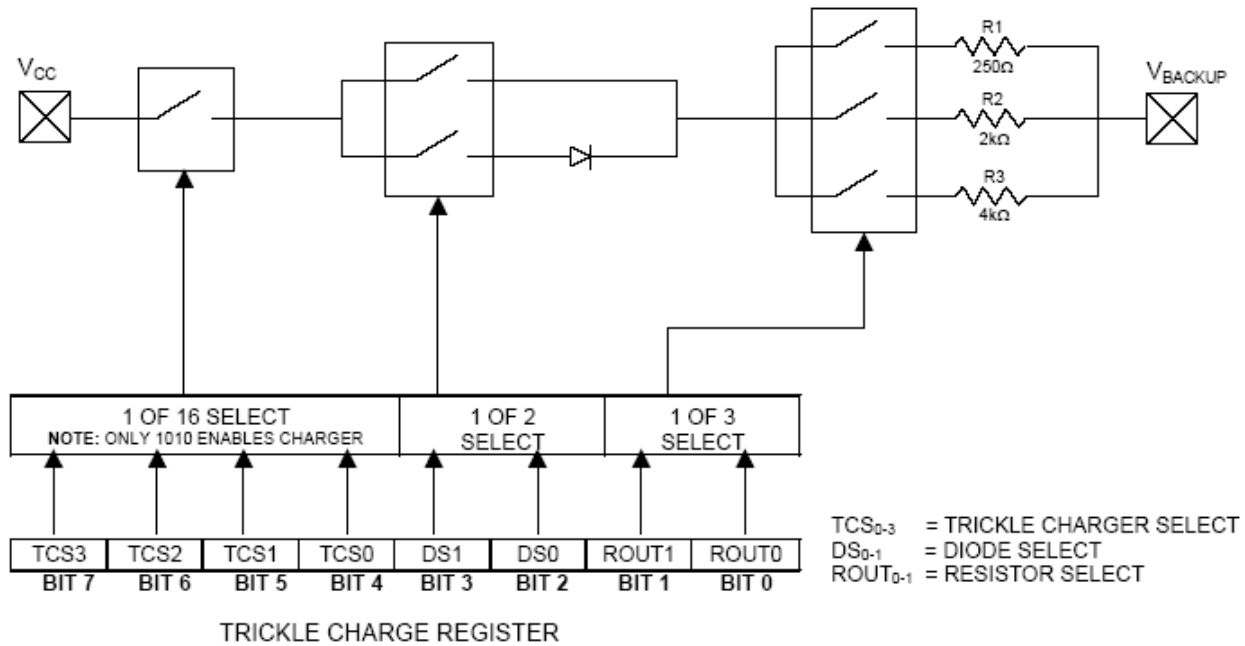 R1
250Ω
V_CC
V_BACKUP
R2
2kΩ
R3
4kΩ
1 OF 16 SELECT
NOTE: ONLY 1010 ENABLES CHARGER
1 OF 2
SELECT
1 OF 3
SELECT
TCS3 TCS2 TCS1 TCS0 DS1 DS0 ROUT1 ROUT0
BIT 7 BIT 6 BIT 5 BIT 4 BIT 3 BIT 2 BIT 1 BIT 0
TCS0-3 = TRICKLE CHARGER SELECT
DS0-1 = DIODE SELECT
ROUT0-1 = RESISTOR SELECT
TRICKLE CHARGE REGISTER